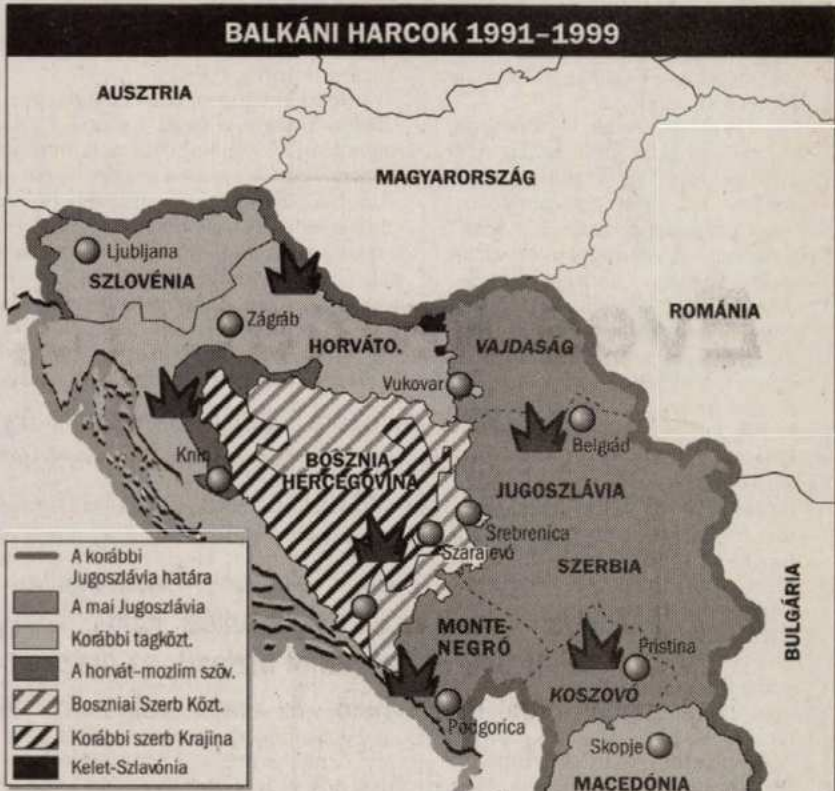 BALKÁNI HARCOK 1991–1999
AUSZTRIA
MAGYARORSZÁG
Ljubljana
SZLOVÉNIA
ROMÁNIA
Zágráb
HORVÁTO.
VAJDASÁG
Vukovar
Belgrád
Knin
BOSZNIA-
HERCEGOVINA
JUGOSZLÁVIA
Srebrenica
Szarajevó
SZERBIA
BULGÁRIA
MONTE-
NEGRÓ
Pristina
KOSZOVÓ
Podgorica
Skopje
MACEDÓNIA
A korábbi
Jugoszlávia határa
A mai Jugoszlávia
Korábbi tagközt.
A horvát–mozlim szöv.
Boszniai Szerb Közt.
Korábbi szerb Krajina
Kelet-Szlavónia